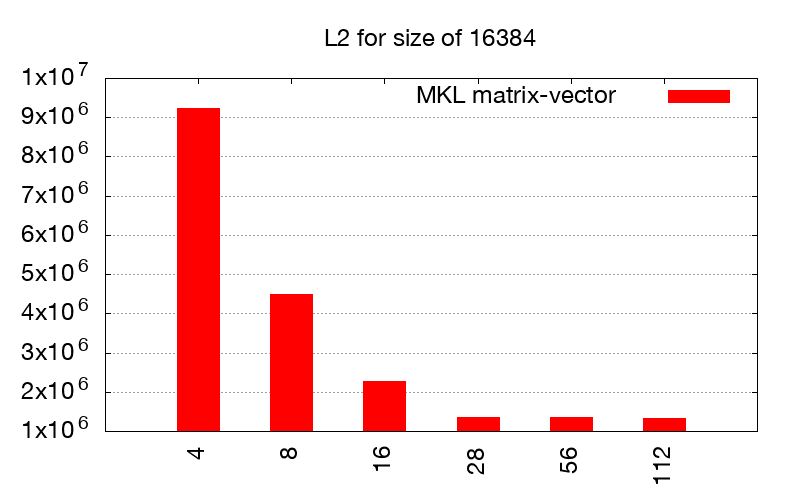 L2 for size of 16384
MKL matrix-vector
1x10^7
9x10^6
8x10^6
7x10^6
6x10^6
5x10^6
4x10^6
3x10^6
2x10^6
1x10^6
4
8
16
28
56
112